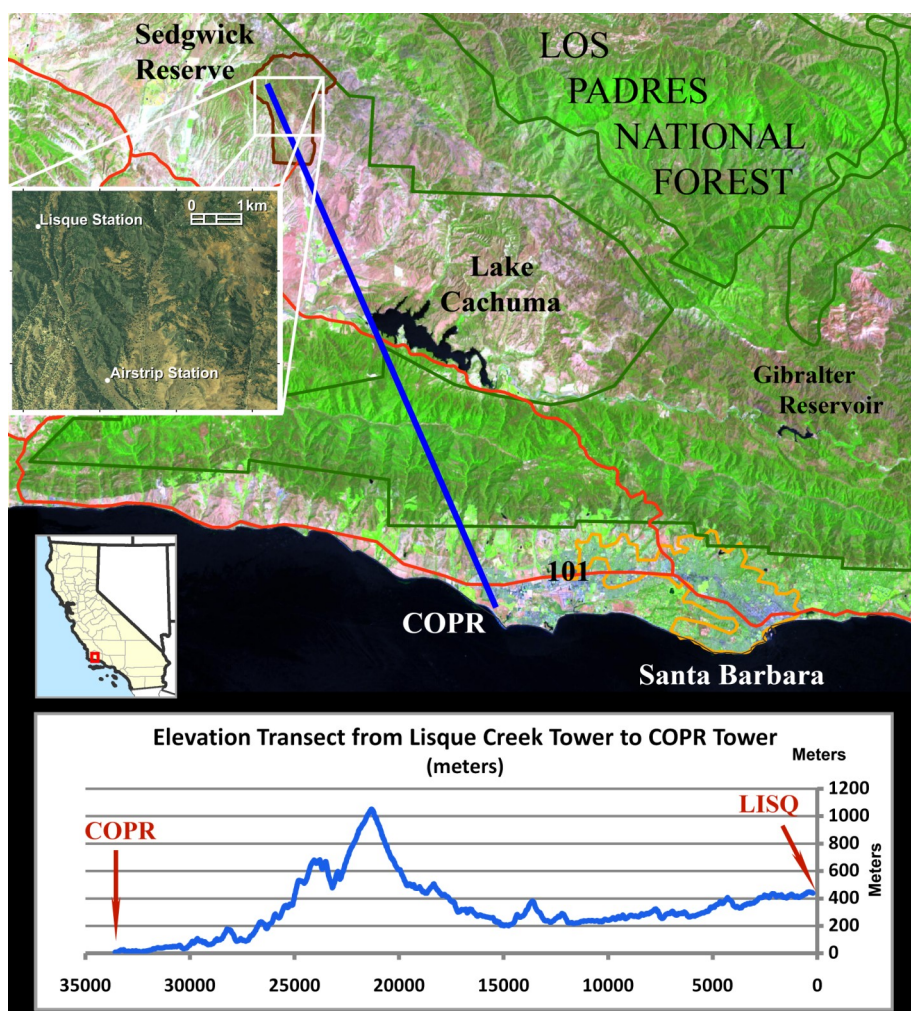 Sedgwick
Reserve
LOS
PADRES
NATIONAL
FOREST
Lisque Station
0 1km
Airstrip Station
Lake
Cachuma
Gibralter
Reservoir
101
COPR
Santa Barbara
Elevation Transect from Lisque Creek Tower to COPR Tower
(meters)
Meters
COPR
LISQ
1200
1000
800
600
400
200
0
Meters
35000 30000 25000 20000 15000 10000 5000 0